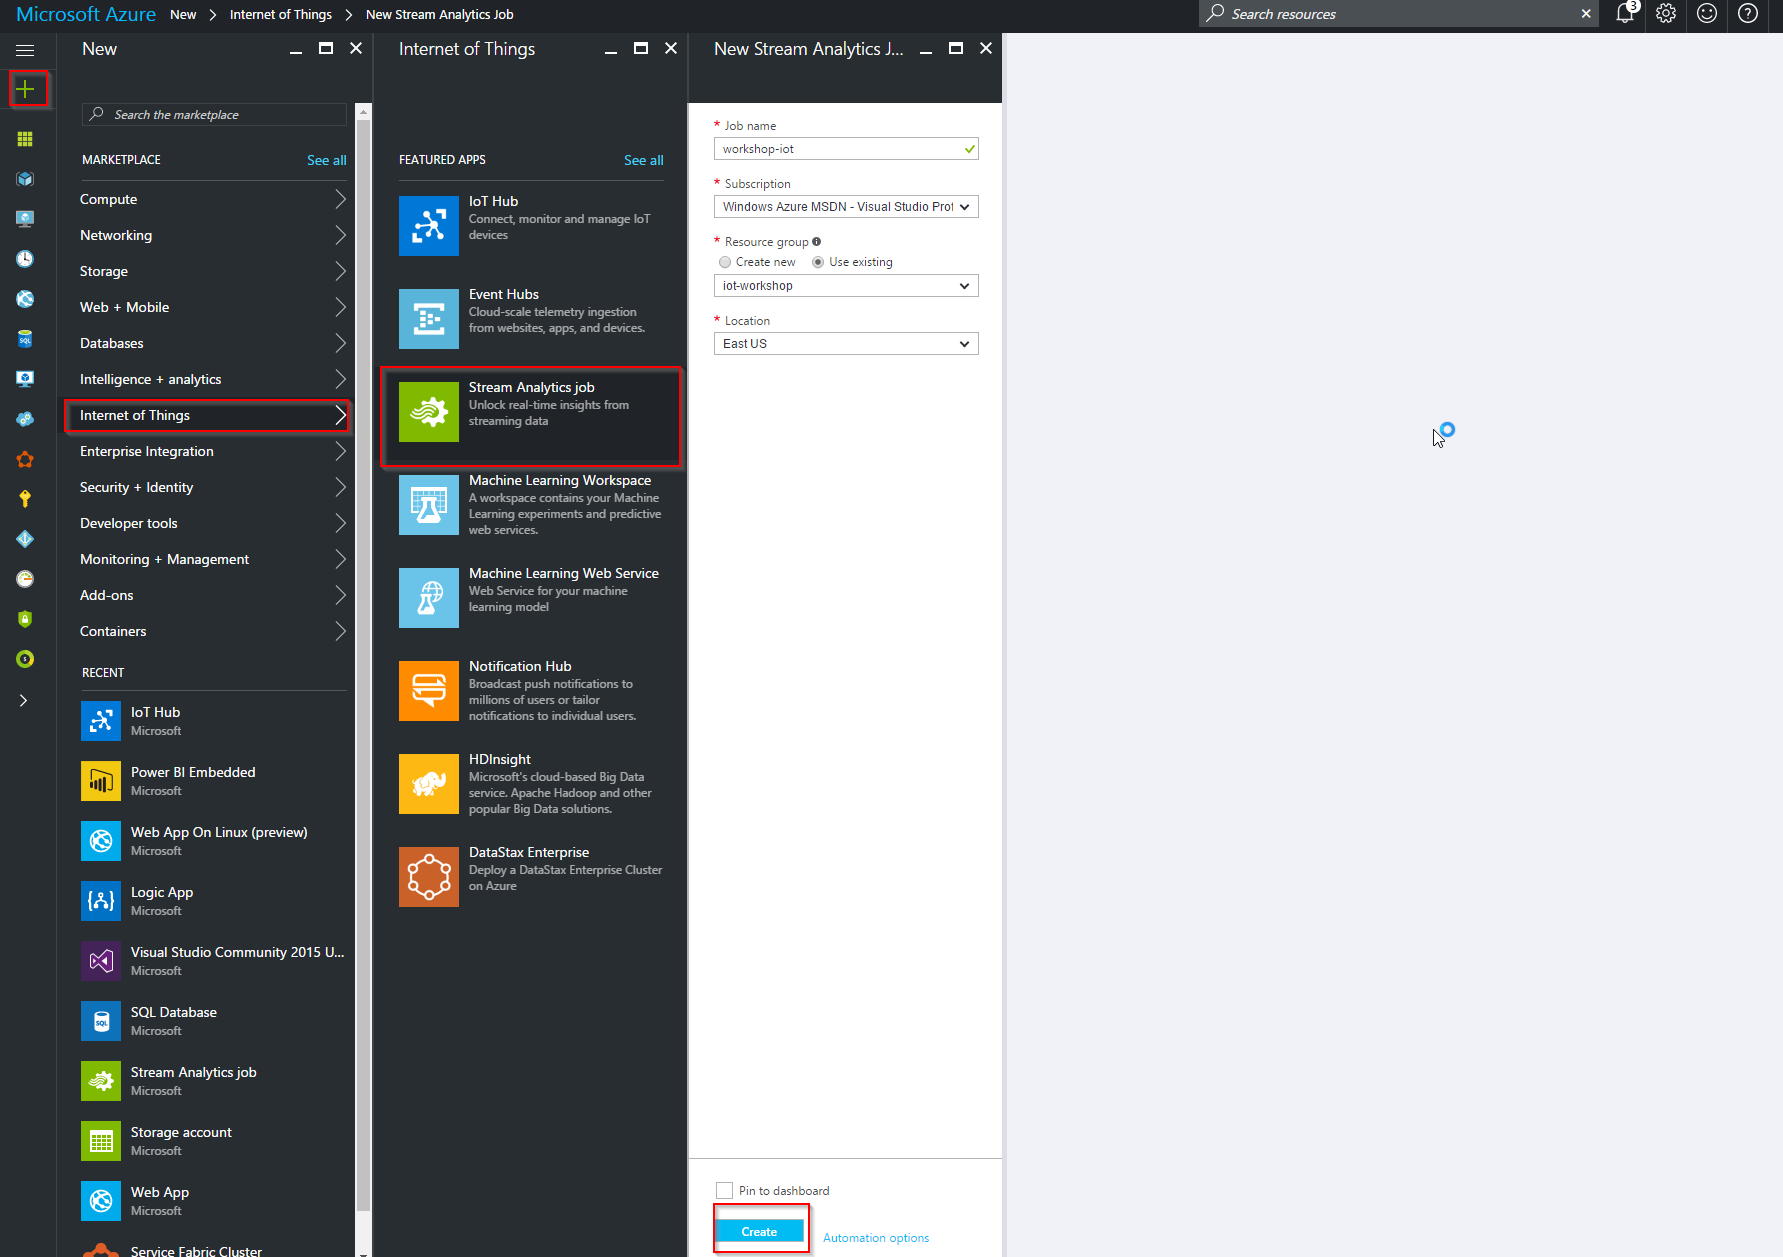 Microsoft Azure New > Internet of Things > New Stream Analytics Job
Search resources
3
New
Search the marketplace
MARKETPLACE See all
Compute
Networking
Storage
Web + Mobile
Databases
Intelligence + analytics
Internet of Things
Enterprise Integration
Security + Identity
Developer tools
Monitoring + Management
Add-ons
Containers
RECENT
IoT Hub
Microsoft
Power BI Embedded
Microsoft
Web App On Linux (preview)
Microsoft
Logic App
Microsoft
Visual Studio Community 2015 U...
Microsoft
SQL Database
Microsoft
Stream Analytics job
Microsoft
Storage account
Microsoft
Web App
Microsoft
Service Fabric Cluster
Internet of Things
FEATURED APPS See all
IoT Hub
Connect, monitor and manage IoT
devices
Event Hubs
Cloud-scale telemetry ingestion
from websites, apps, and devices.
Stream Analytics job
Unlock real-time insights from
streaming data
Machine Learning Workspace
A workspace contains your Machine
Learning experiments and predictive
web services.
Machine Learning Web Service
Web Service for your machine
learning model
Notification Hub
Broadcast push notifications to
millions of users or tailor
notifications to individual users.
HDInsight
Microsoft's cloud-based Big Data
service. Apache Hadoop and other
popular Big Data solutions.
DataStax Enterprise
Deploy a DataStax Enterprise Cluster
on Azure
New Stream Analytics J...
* Job name
workshop-iot
* Subscription
Windows Azure MSDN - Visual Studio Prof
* Resource group
Create new Use existing
iot-workshop
* Location
East US
Pin to dashboard
Create Automation options